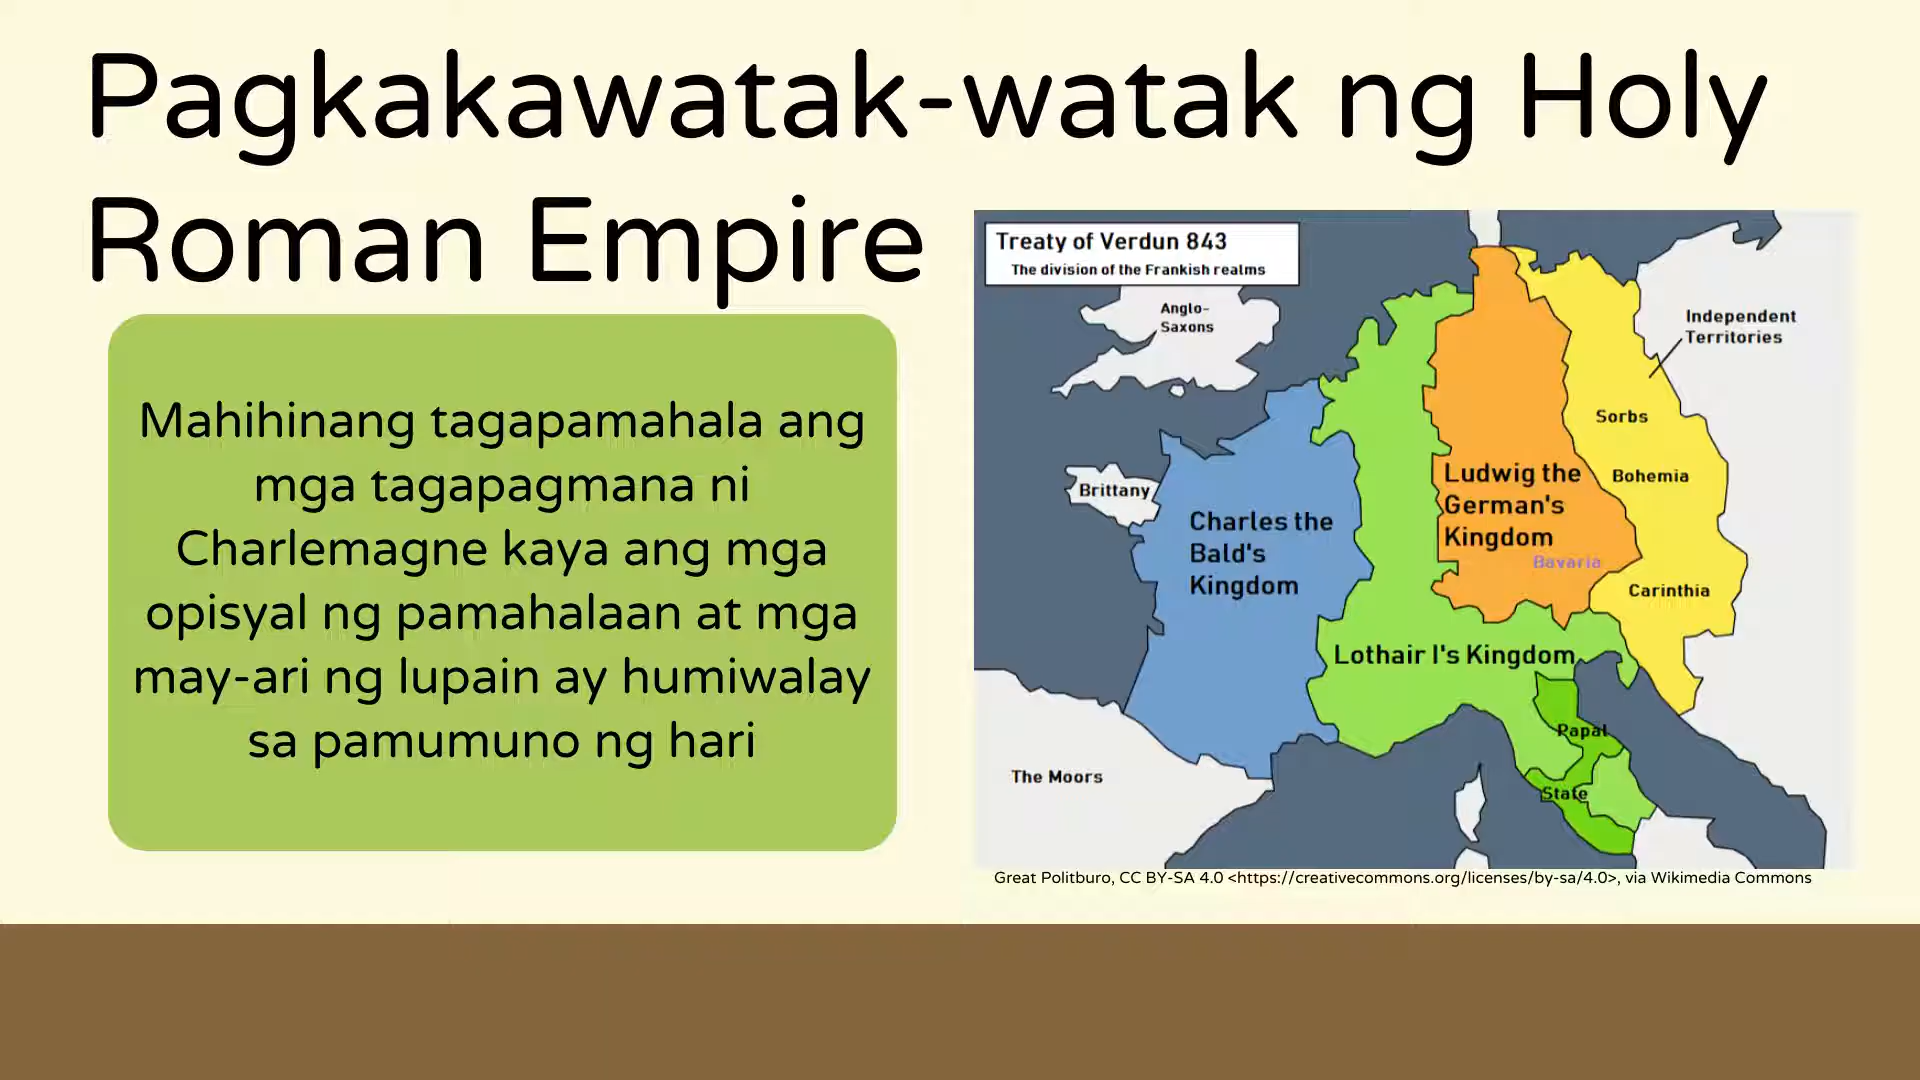 Pagkakawatak-watak ng Holy
Roman Empire
Mahihinang tagapamahala ang
mga tagapagmana ni
Charlemagne kaya ang mga
opisyal ng pamahalaan at mga
may-ari ng lupain ay humiwalay
sa pamumuno ng hari
Treaty of Verdun 843
The division of the Frankish realms
Anglo-
Saxons
Independent
Territories
Sorbs
Bohemia
Ludwig the
German's
Kingdom
Bavaria
Brittany
Charles the
Bald's
Kingdom
Carinthia
Lothair I's Kingdom
Papal
State
The Moors
Great Politburo, CC BY-SA 4.0 <https://creativecommons.org/licenses/by-sa/4.0>, via Wikimedia Commons